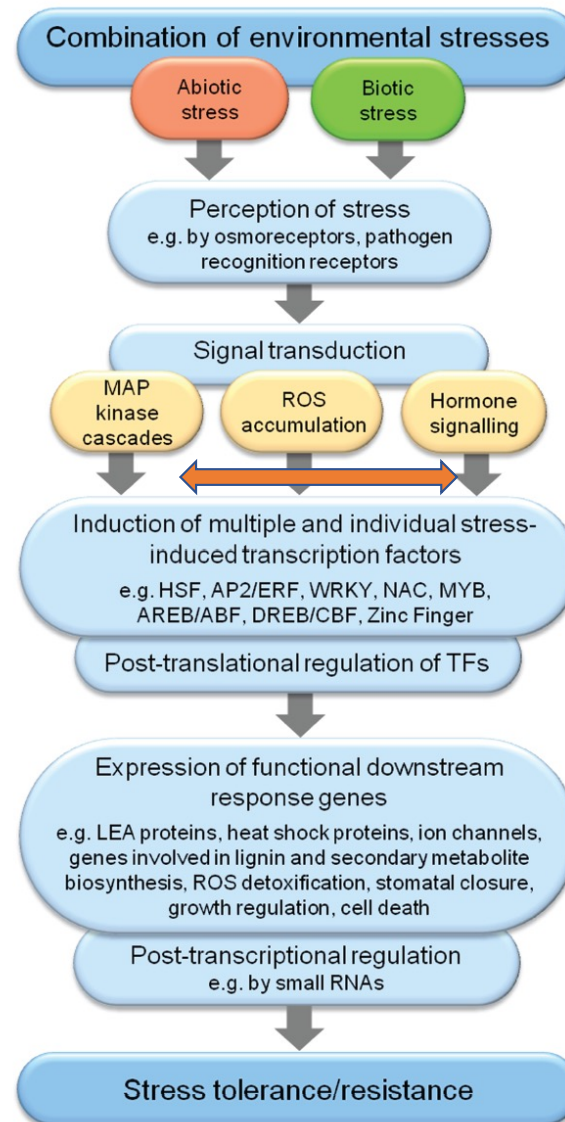 Combination of environmental stresses
Abiotic
stress
Biotic
stress
Perception of stress
e.g. by osmoreceptors, pathogen
recognition receptors
Signal transduction
MAP
kinase
cascades
ROS
accumulation
Hormone
signalling
Induction of multiple and individual stress-
induced transcription factors
e.g. HSF, AP2/ERF, WRKY, NAC, MYB,
AREB/ABF, DREB/CBF, Zinc Finger
Post-translational regulation of TFs
Expression of functional downstream
response genes
e.g. LEA proteins, heat shock proteins, ion channels,
genes involved in lignin and secondary metabolite
biosynthesis, ROS detoxification, stomatal closure,
growth regulation, cell death
Post-transcriptional regulation
e.g. by small RNAs
Stress tolerance/resistance